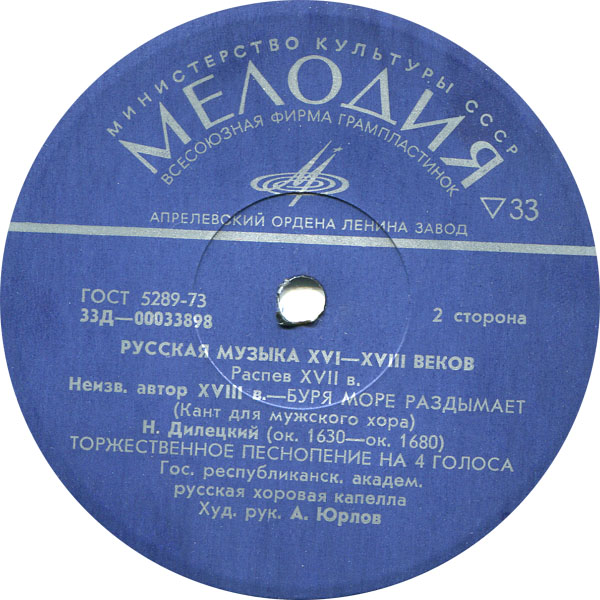 МИНИСТЕРСТВО КУЛЬТУРЫ СССР
МЕЛОДИЯ
ВСЕСОЮЗНАЯ ФИРМА ГРАМПЛАСТИНОК
▽33
АПРЕЛЕВСКИЙ ОРДЕНА ЛЕНИНА ЗАВОД
ГОСТ 5289-73
33Д—00033898
2 сторона
РУССКАЯ МУЗЫКА XVI—XVIII ВЕКОВ
Распев XVII в.
Неизв. автор XVIII в.—БУРЯ МОРЕ РАЗДЫМАЕТ
(Кант для мужского хора)
Н. Дилецкий (ок. 1630—ок. 1680)
ТОРЖЕСТВЕННОЕ ПЕСНОПЕНИЕ НА 4 ГОЛОСА
Гос. республиканск. академ.
русская хоровая капелла
Худ. рук. А. Юрлов